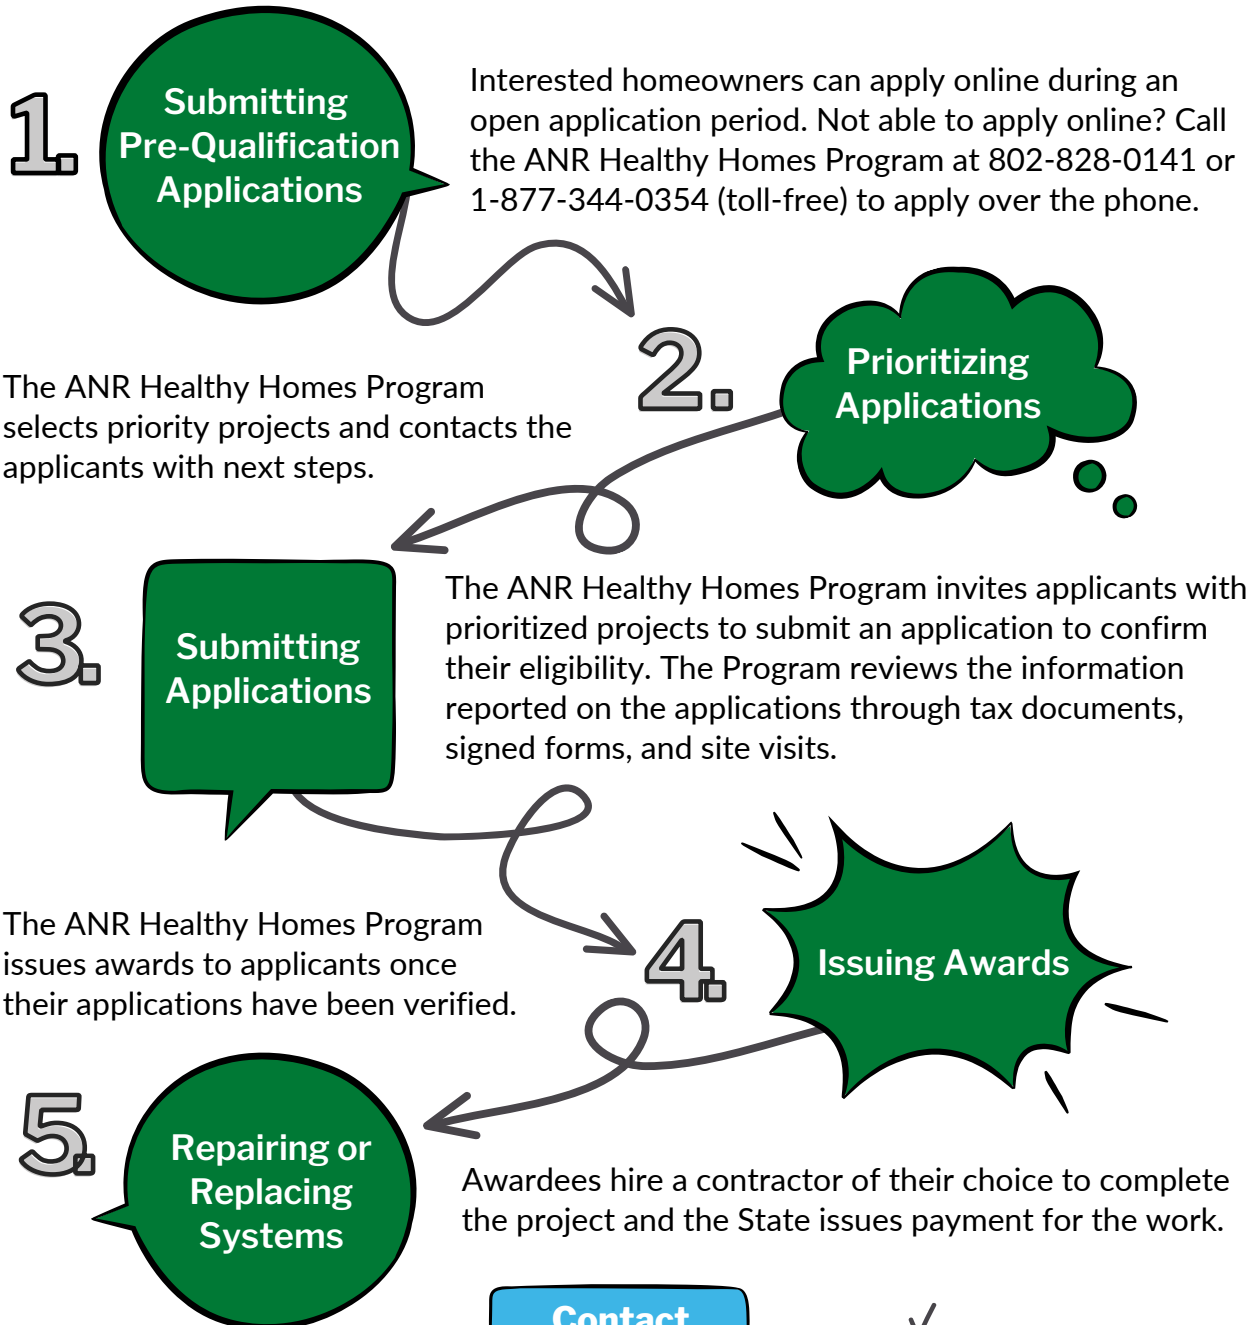 1.
Submitting
Pre-Qualification
Applications
Interested homeowners can apply online during an
open application period. Not able to apply online? Call
the ANR Healthy Homes Program at 802-828-0141 or
1-877-344-0354 (toll-free) to apply over the phone.
2.
Prioritizing
Applications
The ANR Healthy Homes Program
selects priority projects and contacts the
applicants with next steps.
3.
Submitting
Applications
The ANR Healthy Homes Program invites applicants with
prioritized projects to submit an application to confirm
their eligibility. The Program reviews the information
reported on the applications through tax documents,
signed forms, and site visits.
4.
Issuing Awards
The ANR Healthy Homes Program
issues awards to applicants once
their applications have been verified.
5.
Repairing or
Replacing
Systems
Awardees hire a contractor of their choice to complete
the project and the State issues payment for the work.
Contact